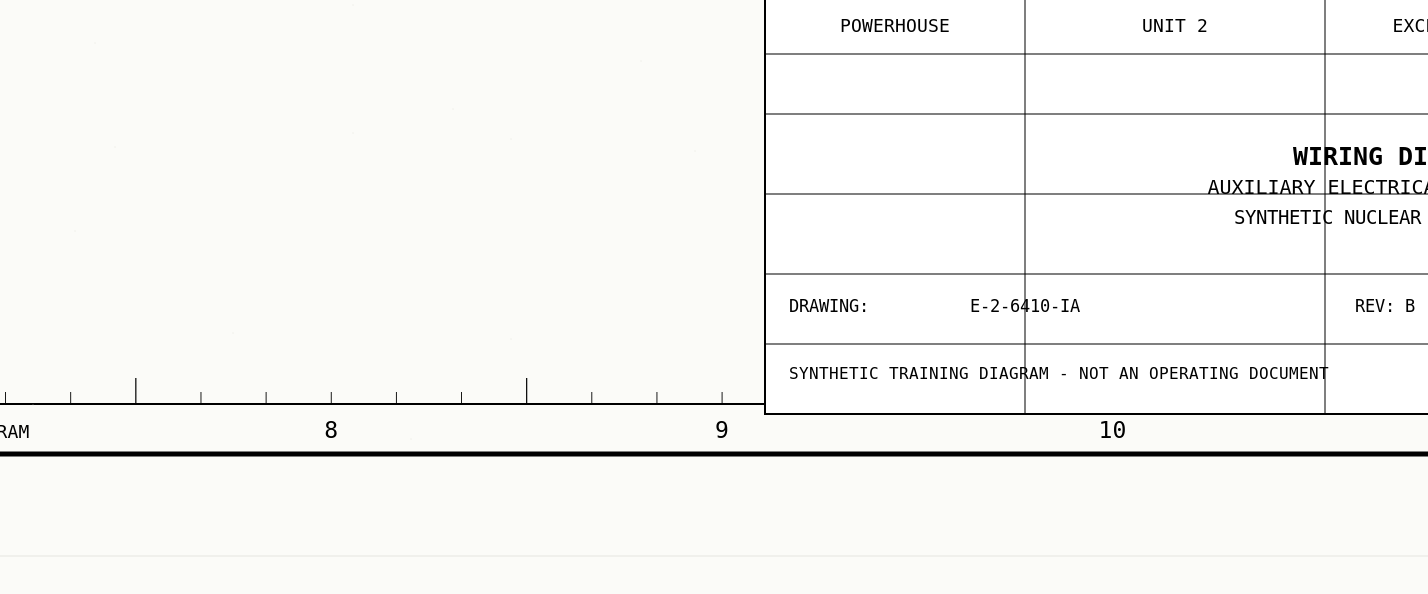 POWERHOUSE UNIT 2 EXC
WIRING DI
AUXILIARY ELECTRICA
SYNTHETIC NUCLEAR
DRAWING: E-2-6410-IA REV: B
SYNTHETIC TRAINING DIAGRAM - NOT AN OPERATING DOCUMENT
RAM 8 9 10